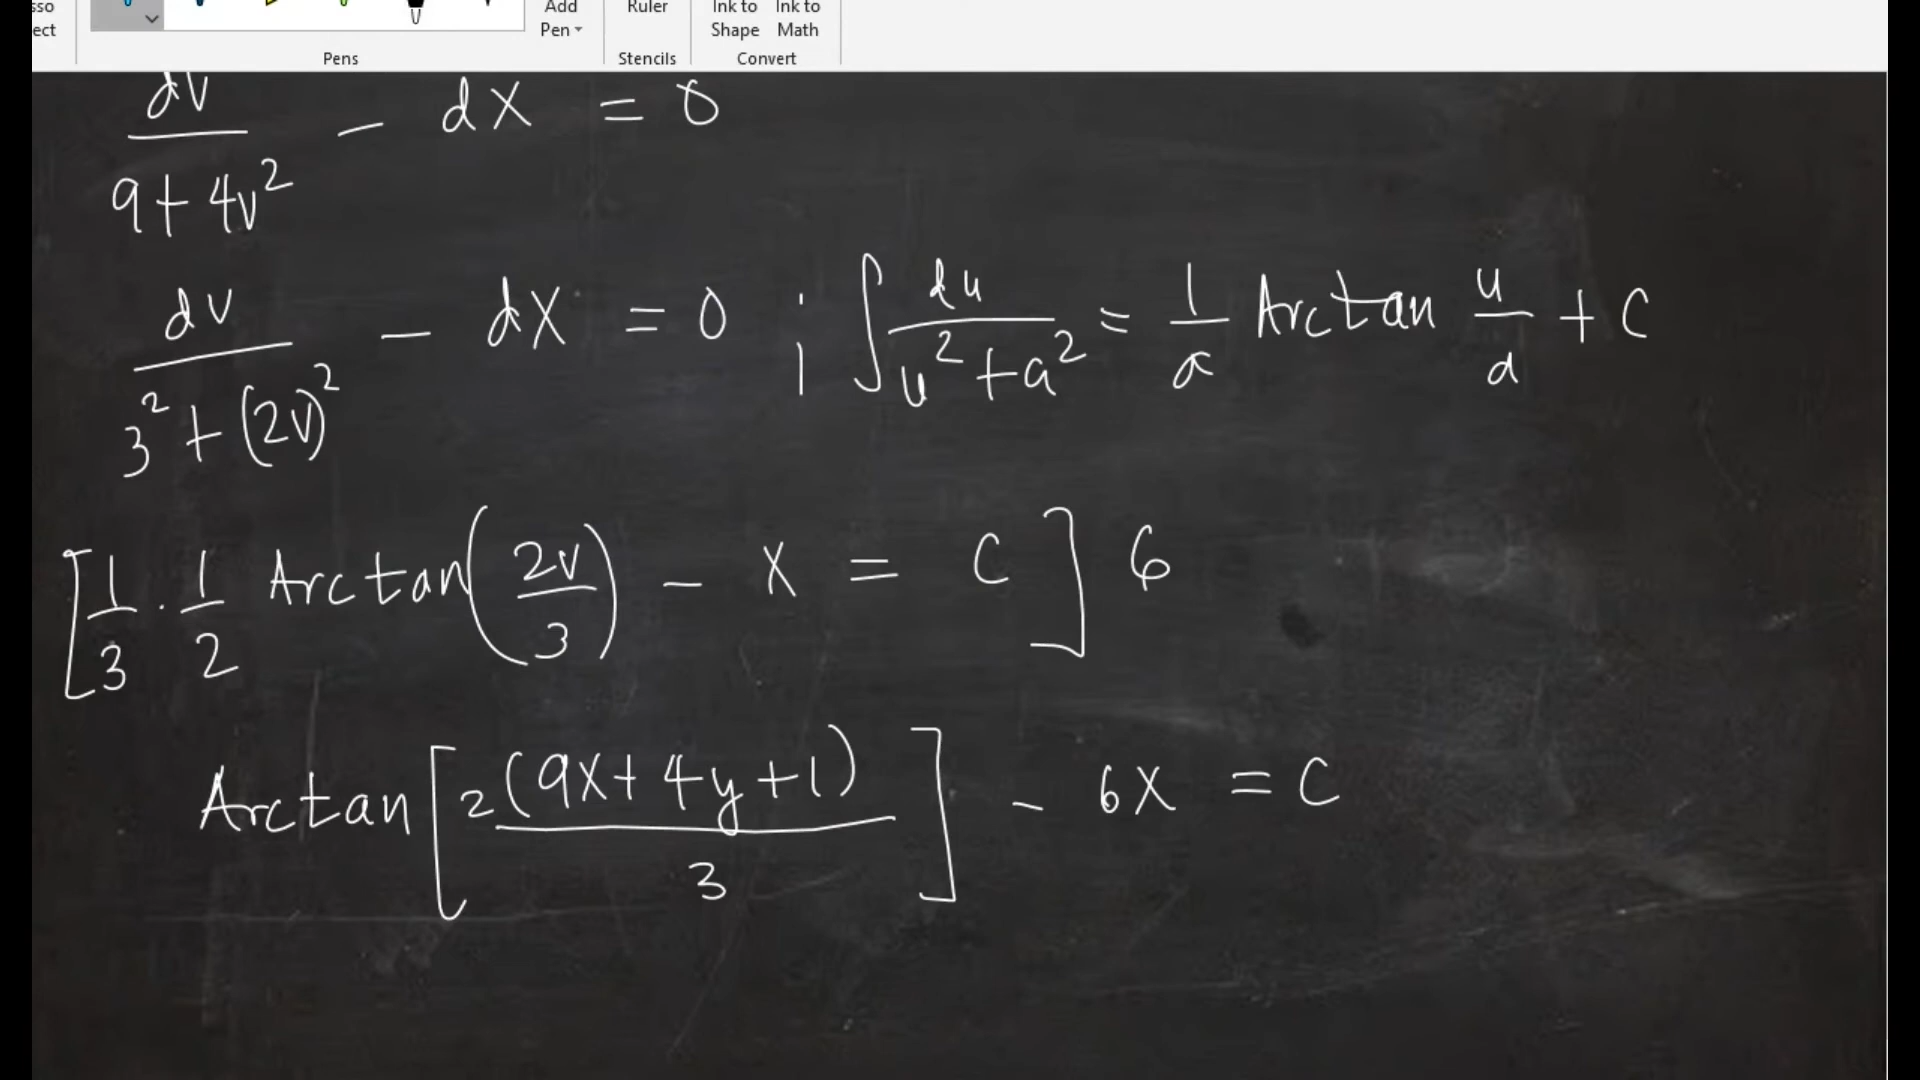 sso Add Ruler Ink to Ink to
ect Pen Shape Math
Pens Stencils Convert
dv/(9 + 4v²) - dx = 0
dv/(3² + (2v)²) - dx = 0 ; ∫ du/(u² + a²) = 1/a Arctan u/a + C
[1/3 · 1/2 Arctan(2v/3) - x = C] 6
Arctan[2(9x + 4y + 1)/3] - 6x = C